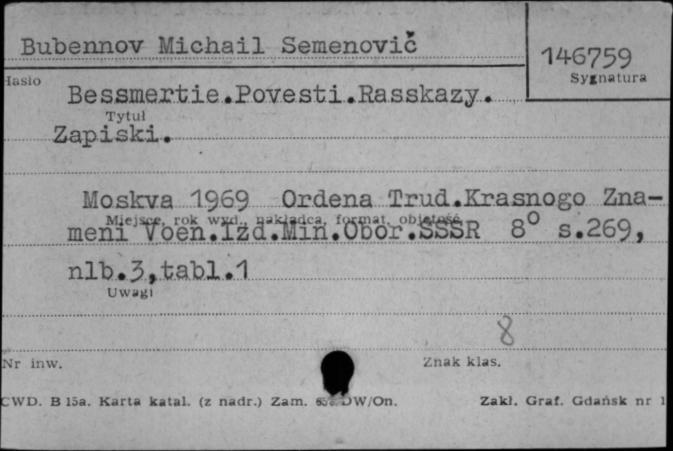 Bubennov Michail Semenovič
146759
Sygnatura
Hasło
Bessmertie.Povesti.Rasskazy.
Tytuł
Zapiski.
Moskva 1969 Ordena Trud.Krasnogo Zna-
Miejsce, rok wyd., nakładca, format, objętość
meni Voen.Izd.Min.Obor.SSSR 8° s.269,
nlb.3,tabl.1
Uwagi
8
Nr inw.
Znak klas.
CWD. B 15a. Karta katal. (z nadr.) Zam. DW/On.
Zakł. Graf. Gdańsk nr 1